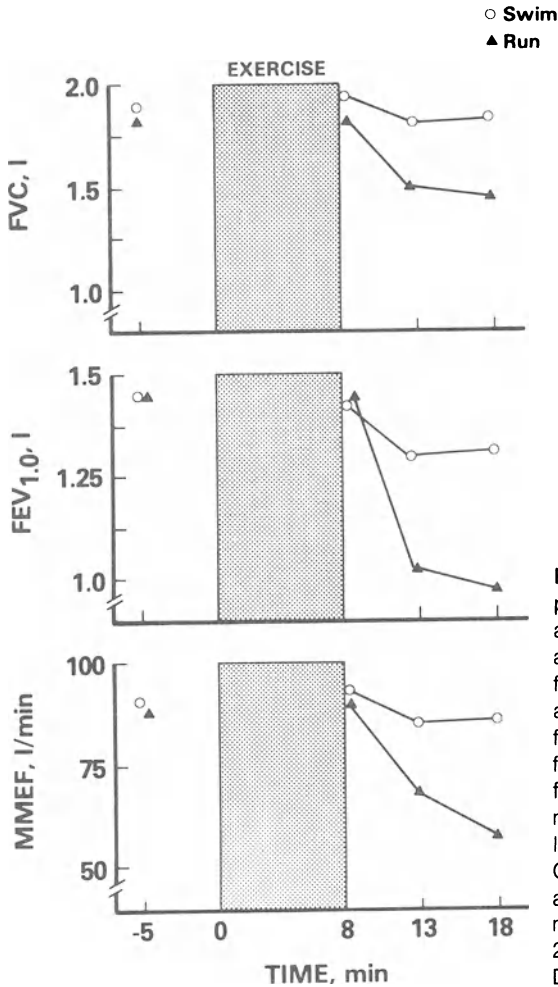 ○ Swim
▲ Run
EXERCISE
2.0
1.5
1.0
FVC, l
1.5
1.25
1.0
FEV1.0, l
100
75
50
MMEF, l/min
-5 0 8 13 18
TIME, min